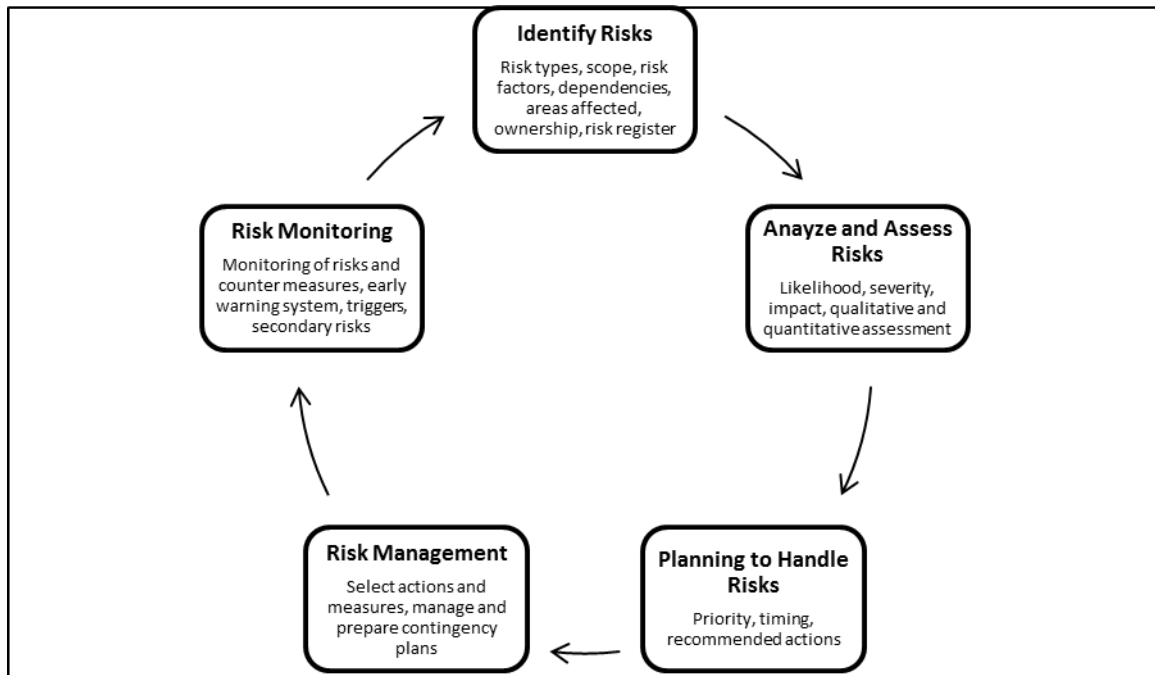 Identify Risks
Risk types, scope, risk
factors, dependencies,
areas affected,
ownership, risk register
Anayze and Assess
Risks
Likelihood, severity,
impact, qualitative and
quantitative assessment
Planning to Handle
Risks
Priority, timing,
recommended actions
Risk Management
Select actions and
measures, manage and
prepare contingency
plans
Risk Monitoring
Monitoring of risks and
counter measures, early
warning system, triggers,
secondary risks